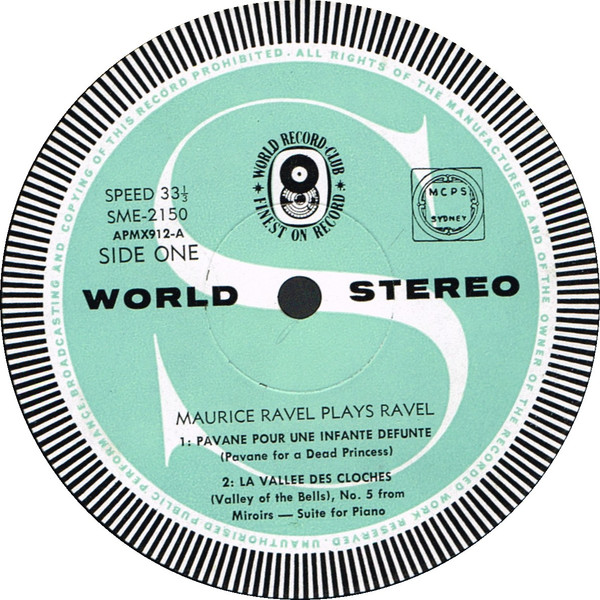 UNAUTHORISED PUBLIC PERFORMANCE, BROADCASTING AND COPYING OF THIS RECORD PROHIBITED. ALL RIGHTS OF THE MANUFACTURERS AND OF THE OWNER OF THE RECORDED WORK RESERVED.
★ WORLD RECORD CLUB ★
FINEST ON RECORD
MCPS
SYDNEY
SPEED 33⅓
SME-2150
APMX912-A
SIDE ONE
WORLD STEREO
MAURICE RAVEL PLAYS RAVEL
1: PAVANE POUR UNE INFANTE DEFUNTE
(Pavane for a Dead Princess)
2: LA VALLEE DES CLOCHES
(Valley of the Bells), No. 5 from
Miroirs — Suite for Piano